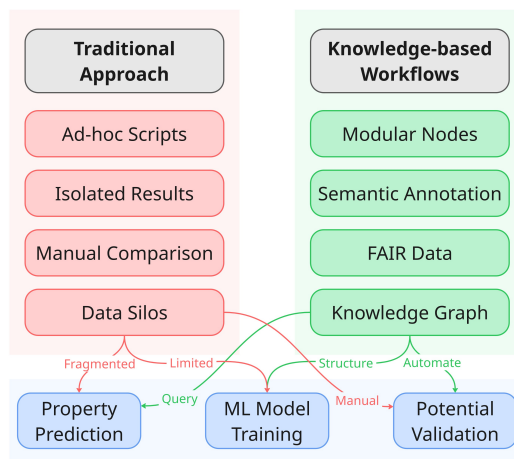 Traditional
Approach
Knowledge-based
Workflows
Ad-hoc Scripts
Modular Nodes
Isolated Results
Semantic Annotation
Manual Comparison
FAIR Data
Data Silos
Knowledge Graph
Fragmented
Limited
Structure
Automate
Query
Manual
Property
Prediction
ML Model
Training
Potential
Validation